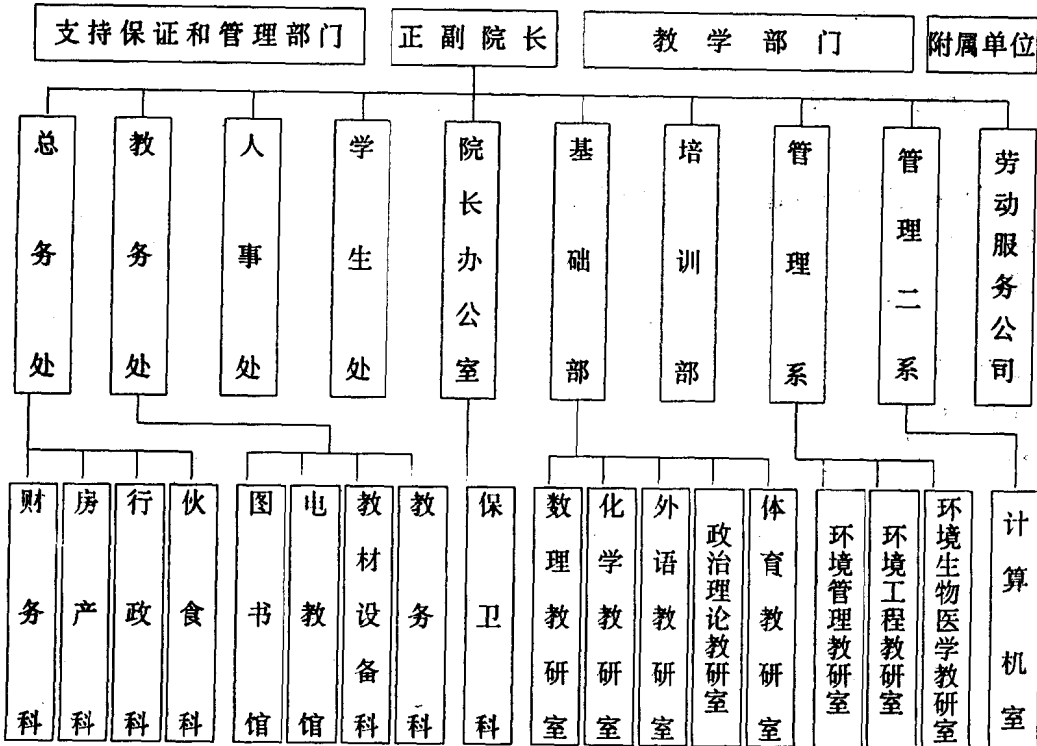 支持保证和管理部门
正副院长
教学部门
附属单位
总务处
教务处
人事处
学生处
院长办公室
基础部
培训部
管理系
管理二系
劳动服务公司
财务科
房产科
行政科
伙食科
图书馆
电教馆
教材设备科
教务科
保卫科
数理教研室
化学教研室
外语教研室
政治理论教研室
体育教研室
环境管理教研室
环境工程教研室
环境生物医学教研室
计算机室